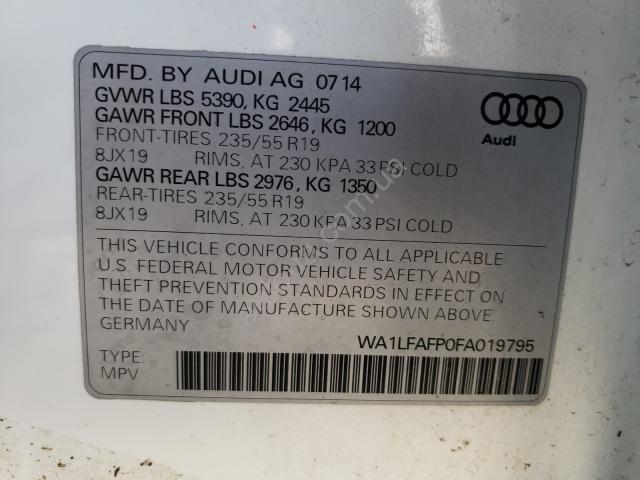 MFD. BY AUDI AG 07 14
GVWR LBS 5390, KG 2445
GAWR FRONT LBS 2646, KG 1200
FRONT-TIRES 235/55 R19
8JX19 RIMS, AT 230 KPA 33 PSI COLD
GAWR REAR LBS 2976, KG 1350
REAR-TIRES 235/55 R19
8JX19 RIMS, AT 230 KPA 33 PSI COLD
Audi
THIS VEHICLE CONFORMS TO ALL APPLICABLE
U.S. FEDERAL MOTOR VEHICLE SAFETY AND
THEFT PREVENTION STANDARDS IN EFFECT ON
THE DATE OF MANUFACTURE SHOWN ABOVE
GERMANY WA1LFAFP0FA019795
TYPE:
MPV